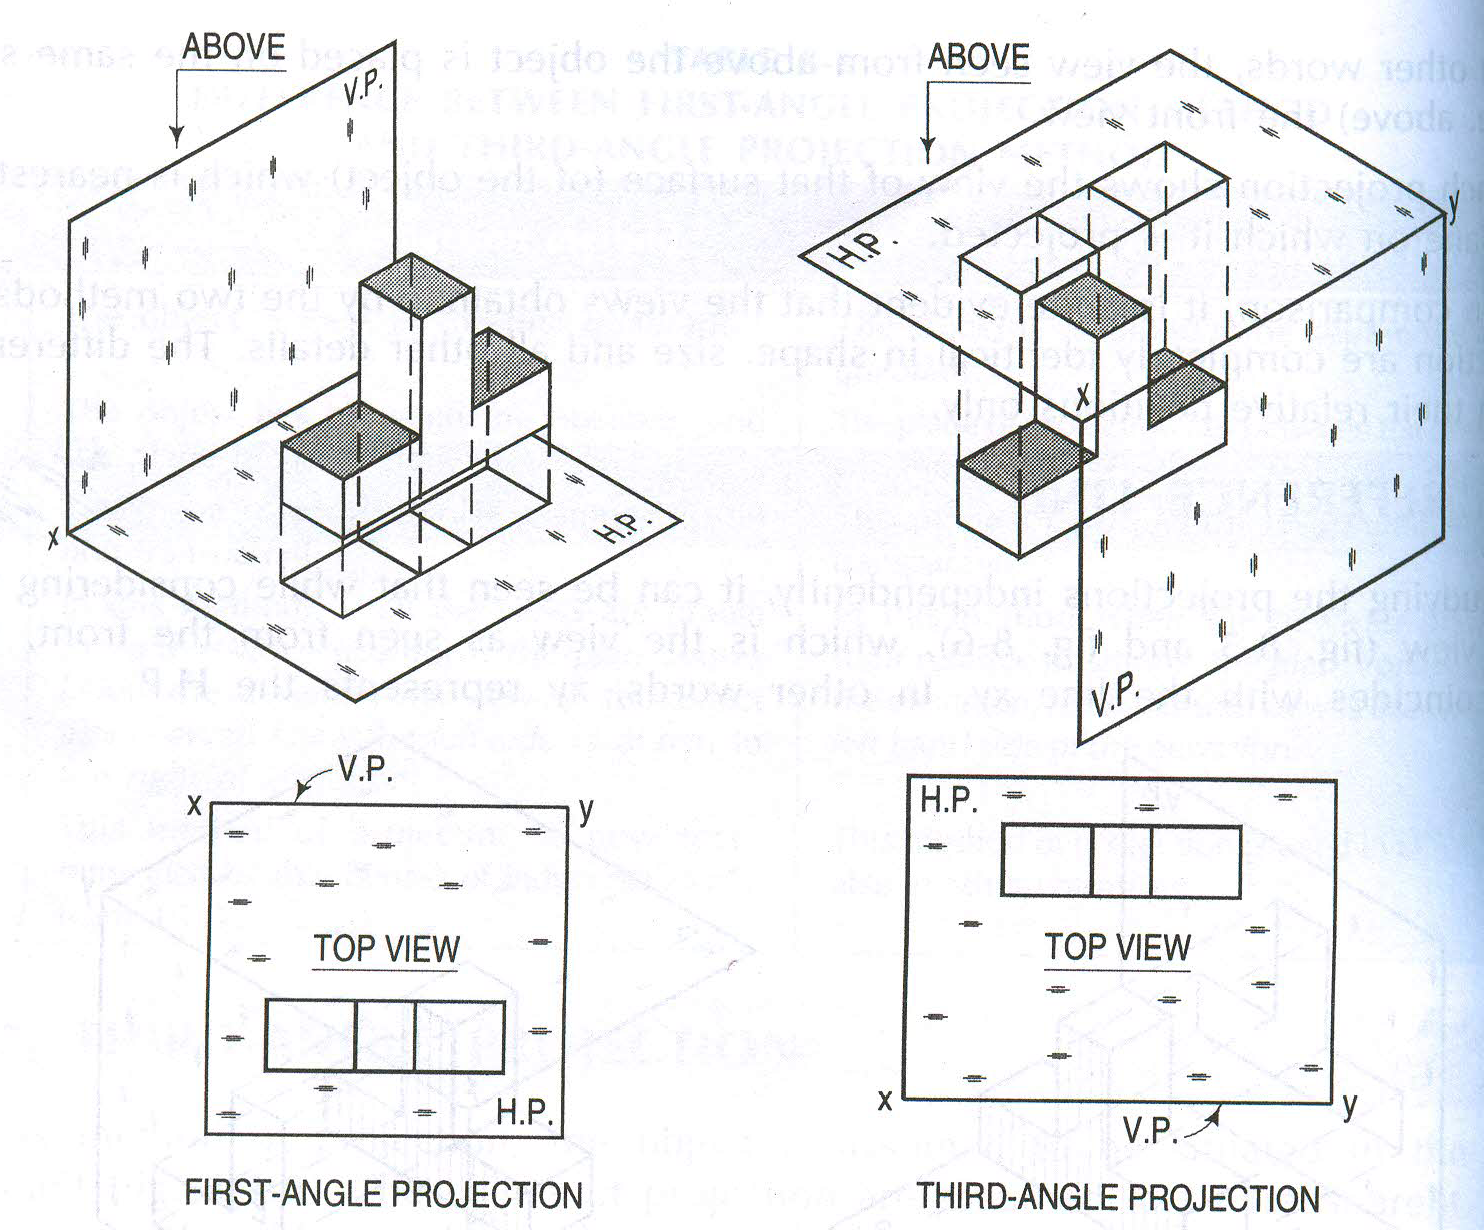 ABOVE
V.P.
x
H.P.
ABOVE
H.P.
y
x
V.P.
V.P.
x
y
TOP VIEW
H.P.
FIRST-ANGLE PROJECTION
H.P.
TOP VIEW
x
y
V.P.
THIRD-ANGLE PROJECTION